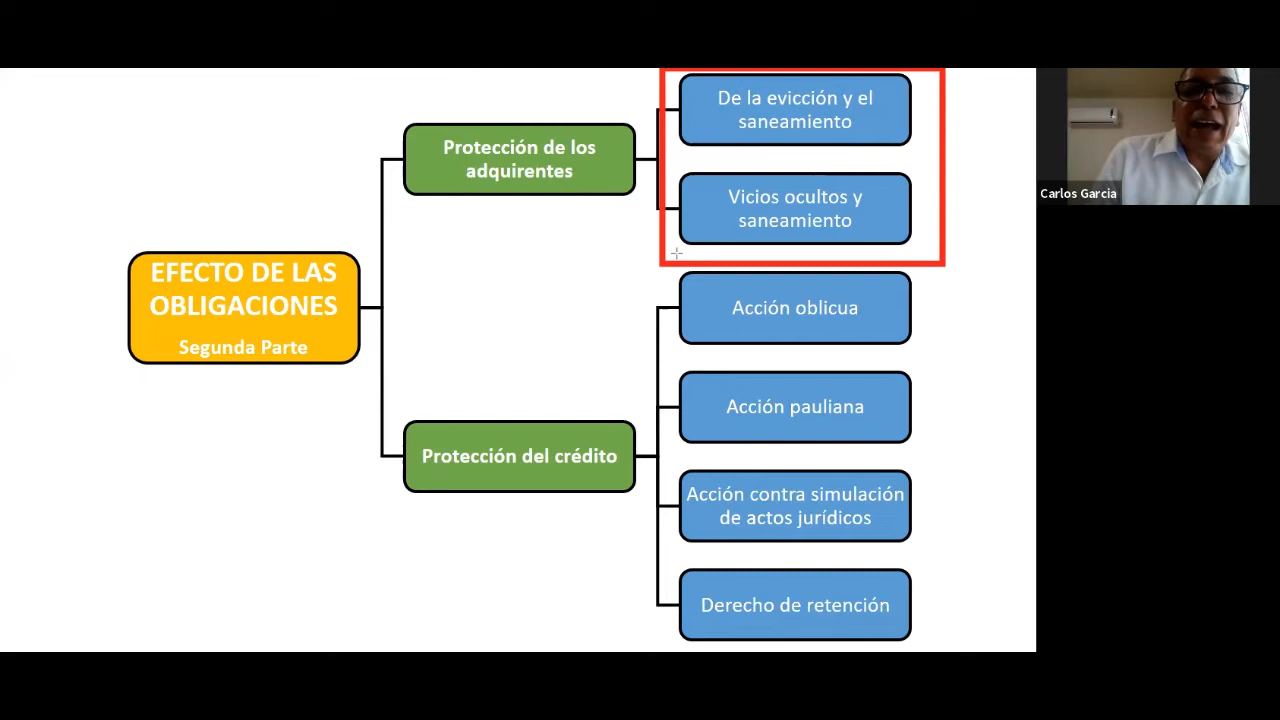 EFECTO DE LAS
OBLIGACIONES
Segunda Parte
Protección de los
adquirentes
De la evicción y el
saneamiento
Vicios ocultos y
saneamiento
Protección del crédito
Acción oblicua
Acción pauliana
Acción contra simulación
de actos jurídicos
Derecho de retención
Carlos Garcia